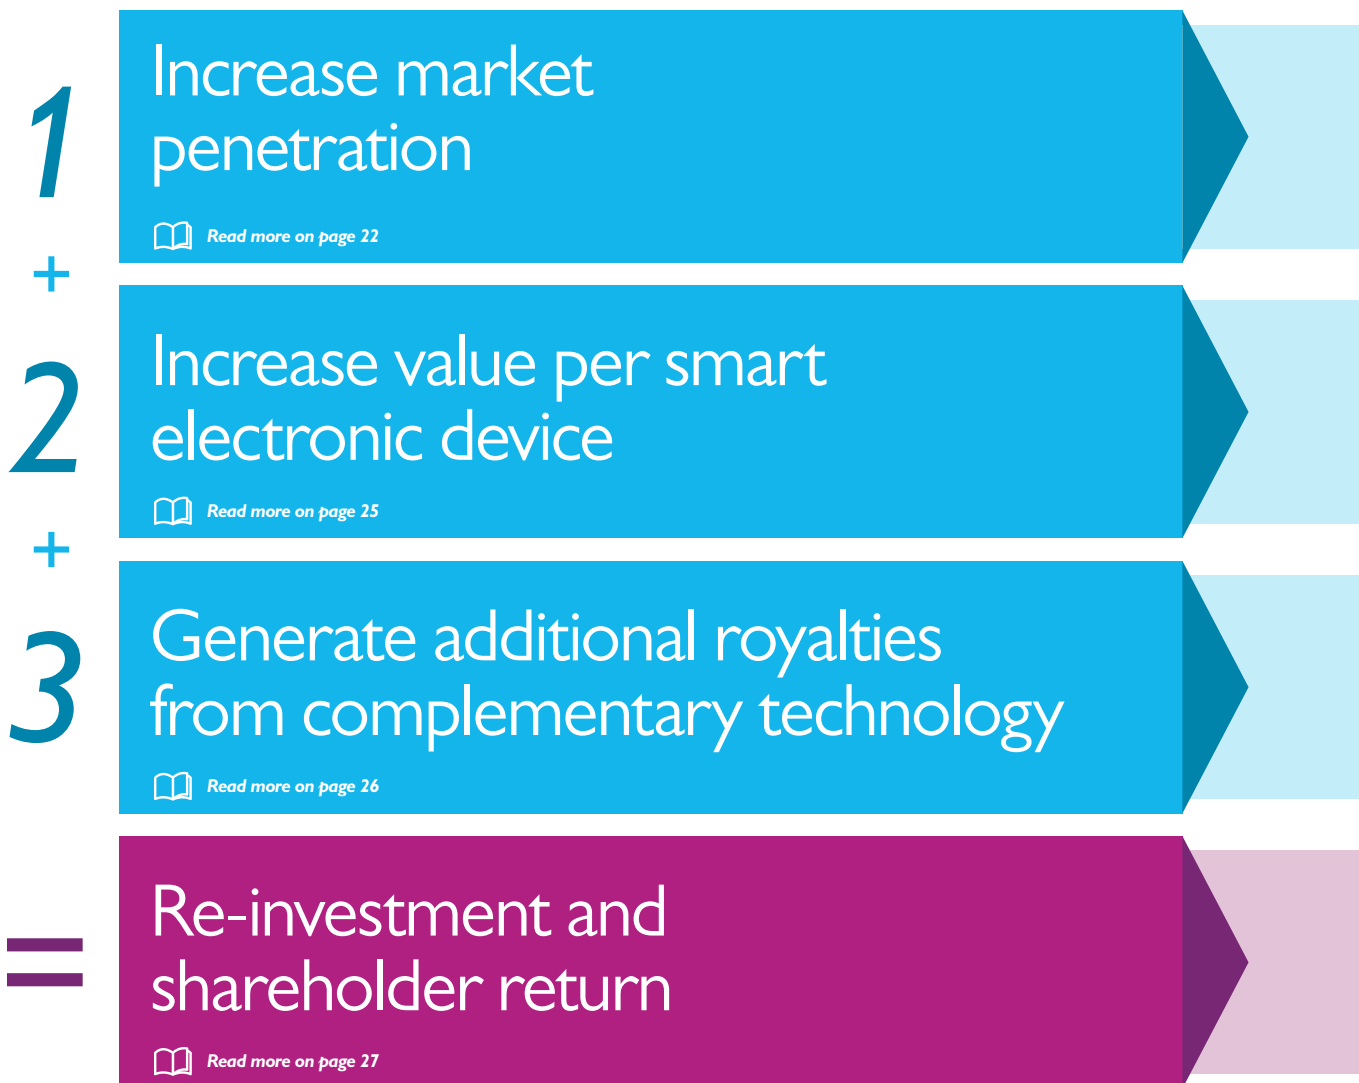 1
Increase market
penetration
Read more on page 22
+
2
Increase value per smart
electronic device
Read more on page 25
+
3
Generate additional royalties
from complementary technology
Read more on page 26
=
Re-investment and
shareholder return
Read more on page 27